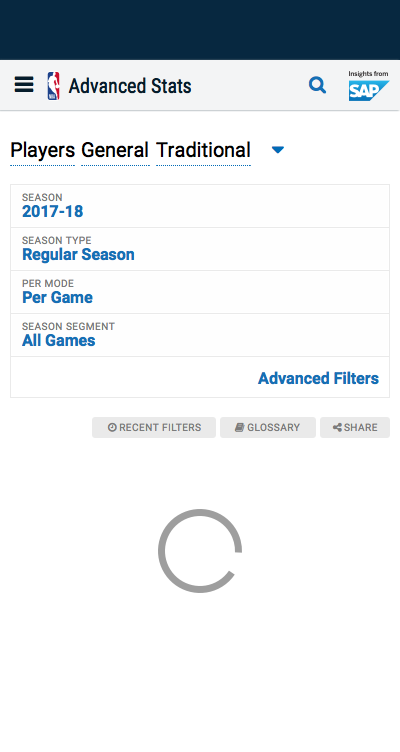 Insights from
NBA Advanced Stats SAP
Players General Traditional
SEASON
2017-18
SEASON TYPE
Regular Season
PER MODE
Per Game
SEASON SEGMENT
All Games
Advanced Filters
RECENT FILTERS GLOSSARY SHARE